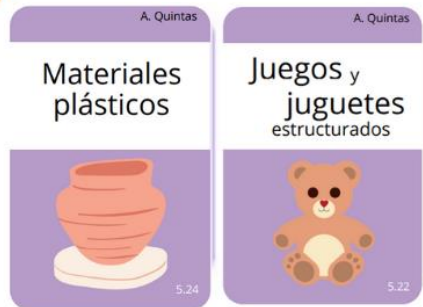 A. Quintas
Materiales
plásticos
5.24
A. Quintas
Juegos y
juguetes
estructurados
5.22